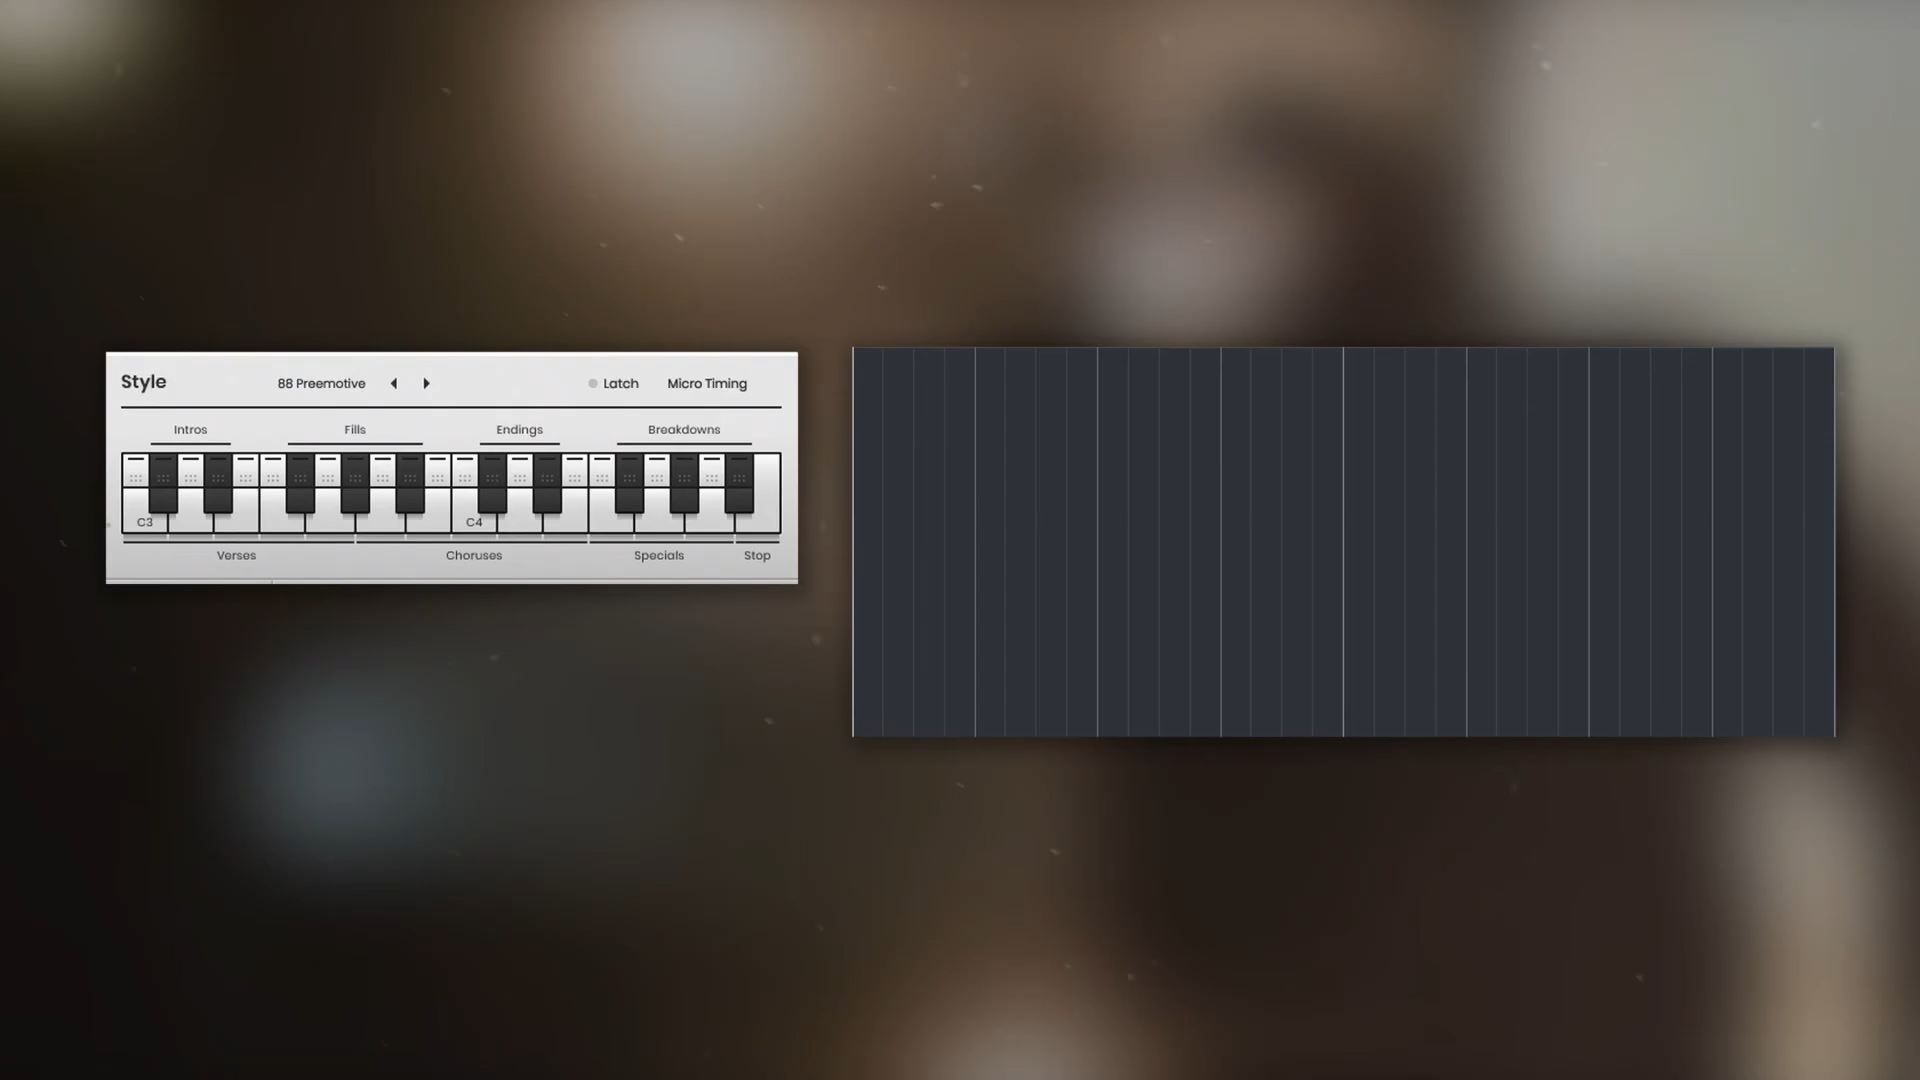 Style 88 Preemotive Latch Micro Timing
Intros Fills Endings Breakdowns
C3 C4
Verses Choruses Specials Stop